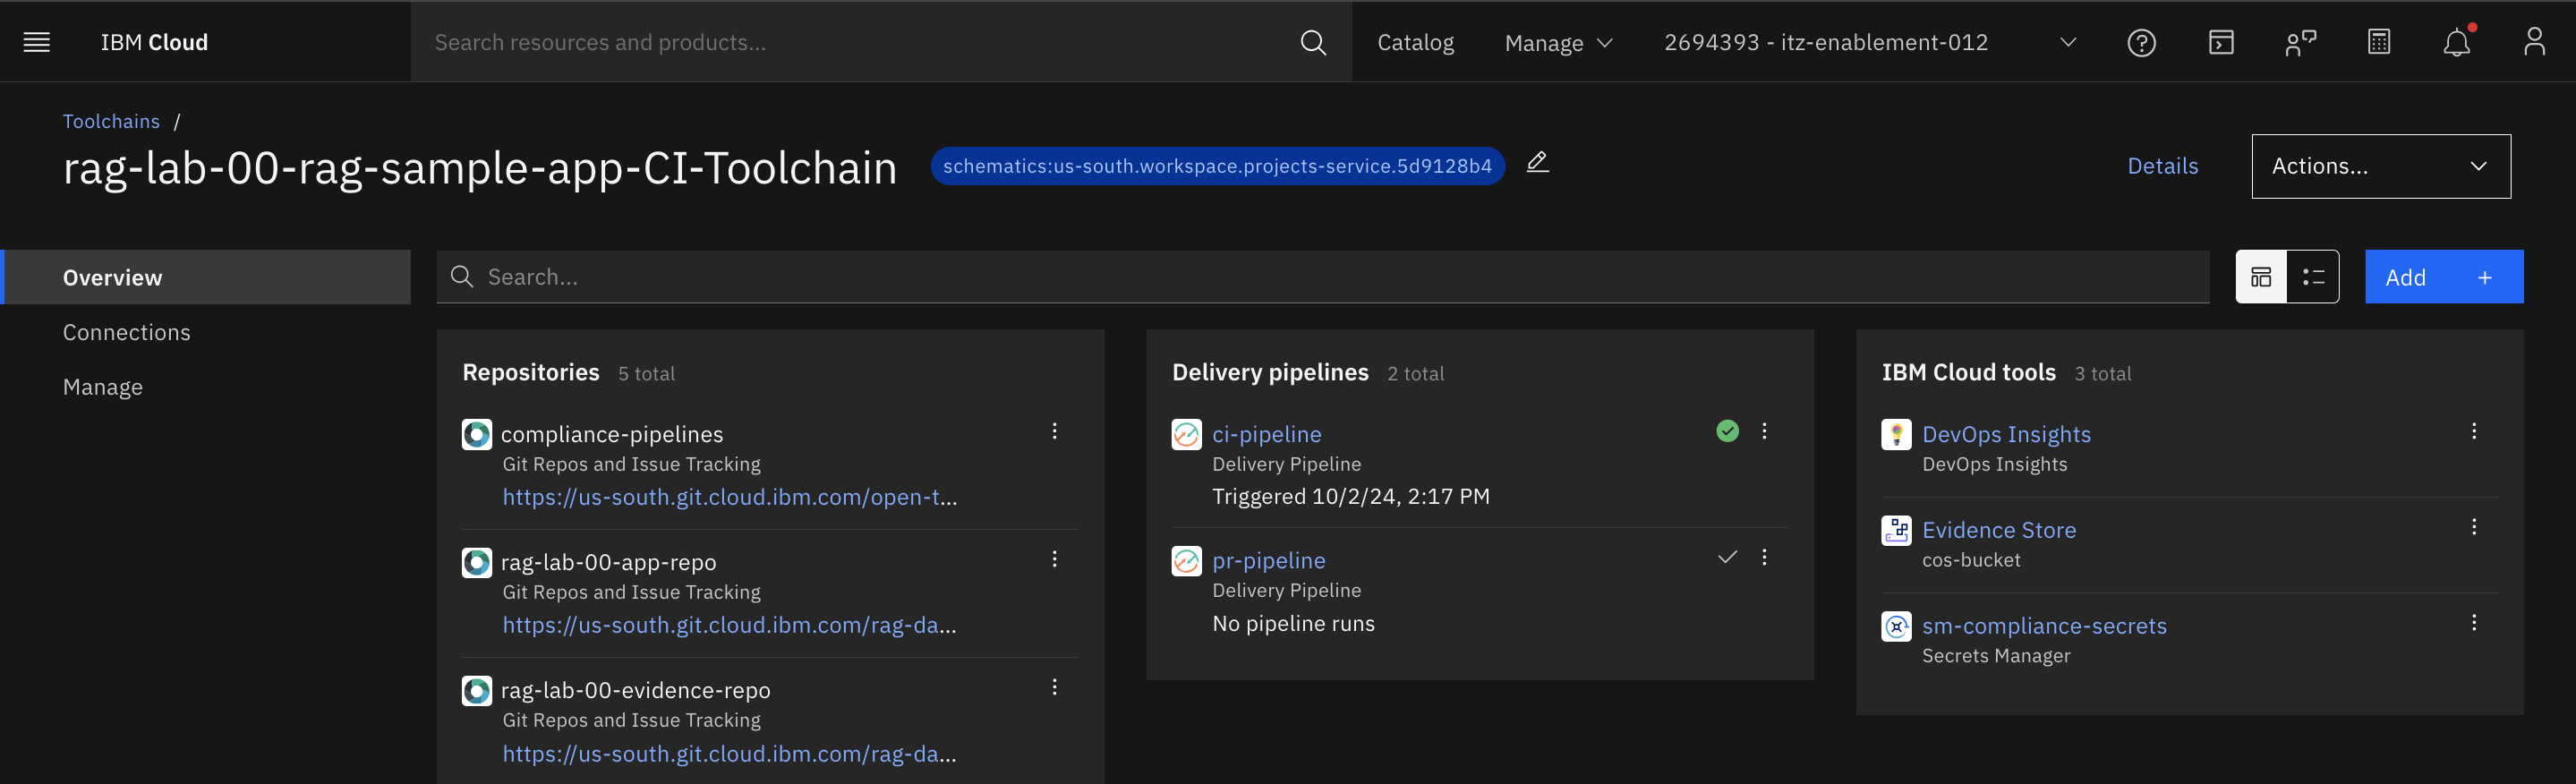 IBM Cloud
Search resources and products...
Catalog
Manage
2694393 - itz-enablement-012
Toolchains /
rag-lab-00-rag-sample-app-CI-Toolchain
schematics:us-south.workspace.projects-service.5d9128b4
Details
Actions...
Overview
Connections
Manage
Search...
Add +
Repositories 5 total
compliance-pipelines
Git Repos and Issue Tracking
https://us-south.git.cloud.ibm.com/open-t...
rag-lab-00-app-repo
Git Repos and Issue Tracking
https://us-south.git.cloud.ibm.com/rag-da...
rag-lab-00-evidence-repo
Git Repos and Issue Tracking
https://us-south.git.cloud.ibm.com/rag-da...
Delivery pipelines 2 total
ci-pipeline
Delivery Pipeline
Triggered 10/2/24, 2:17 PM
pr-pipeline
Delivery Pipeline
No pipeline runs
IBM Cloud tools 3 total
DevOps Insights
DevOps Insights
Evidence Store
cos-bucket
sm-compliance-secrets
Secrets Manager